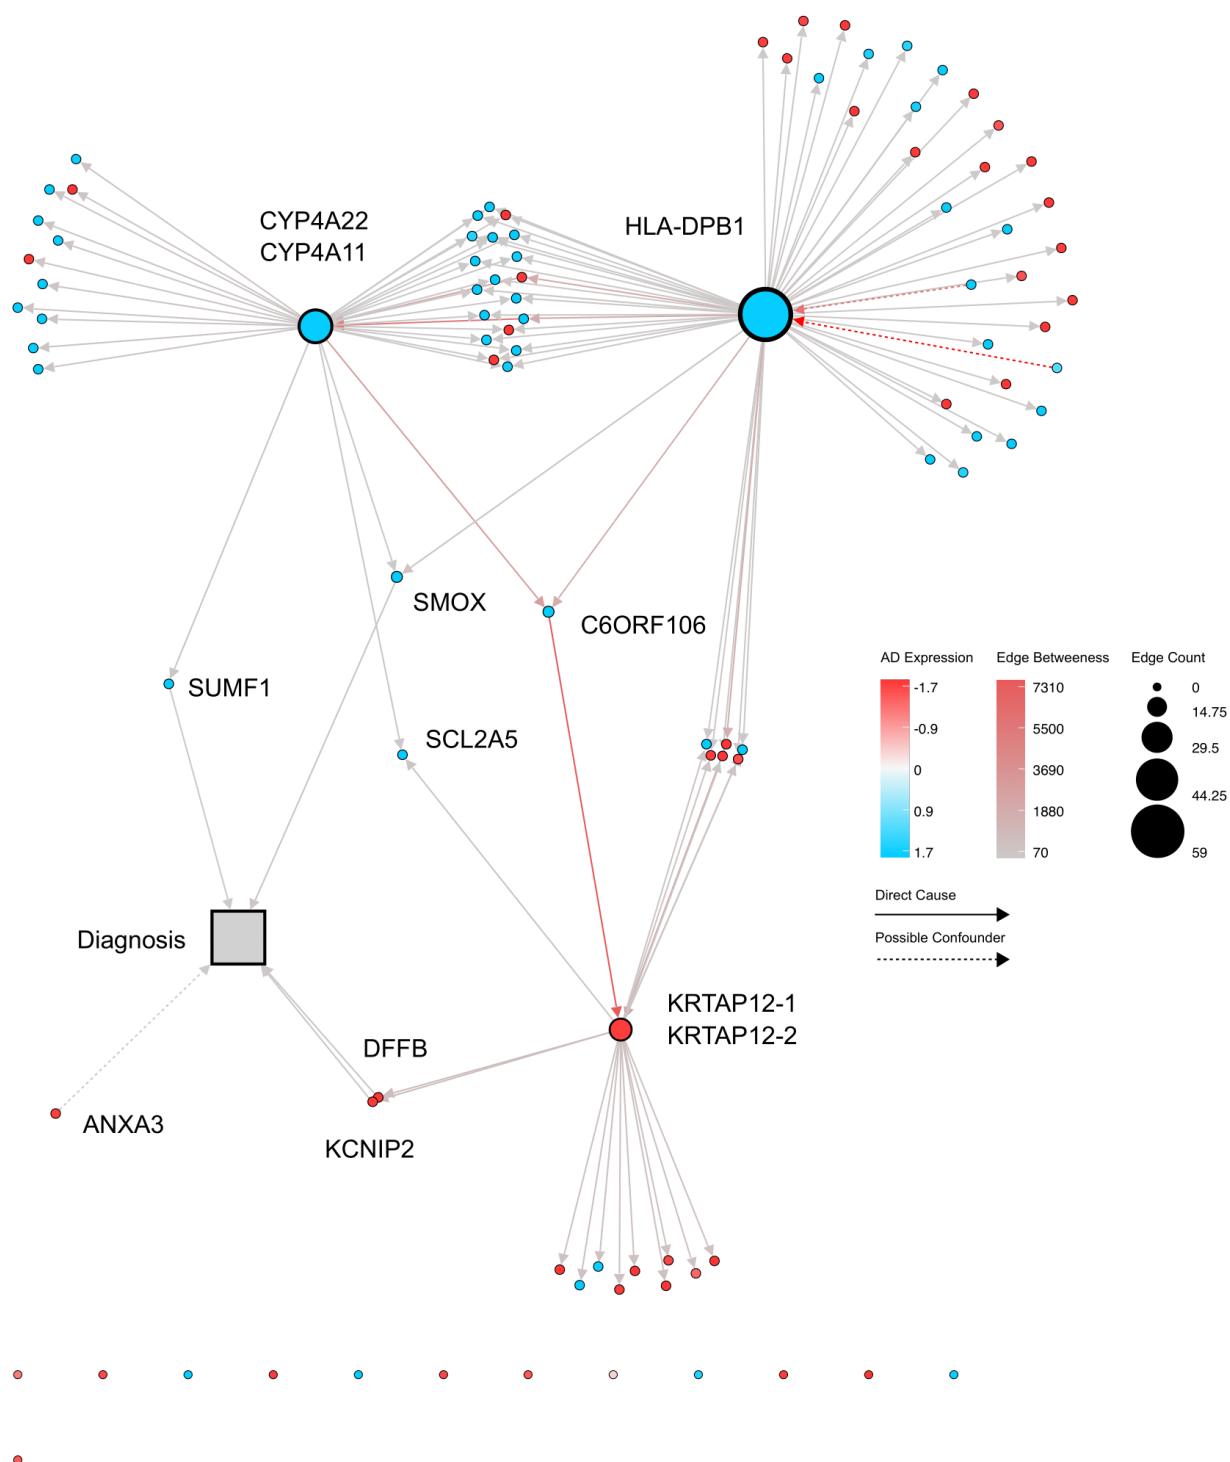 CYP4A22
CYP4A11
HLA-DPB1
SMOX
C6ORF106
SUMF1
SCL2A5
AD Expression
-1.7
-0.9
0
0.9
1.7
Edge Betweeness
7310
5500
3690
1880
70
Edge Count
0
14.75
29.5
44.25
59
Direct Cause
Possible Confounder
Diagnosis
KRTAP12-1
KRTAP12-2
DFFB
ANXA3
KCNIP2